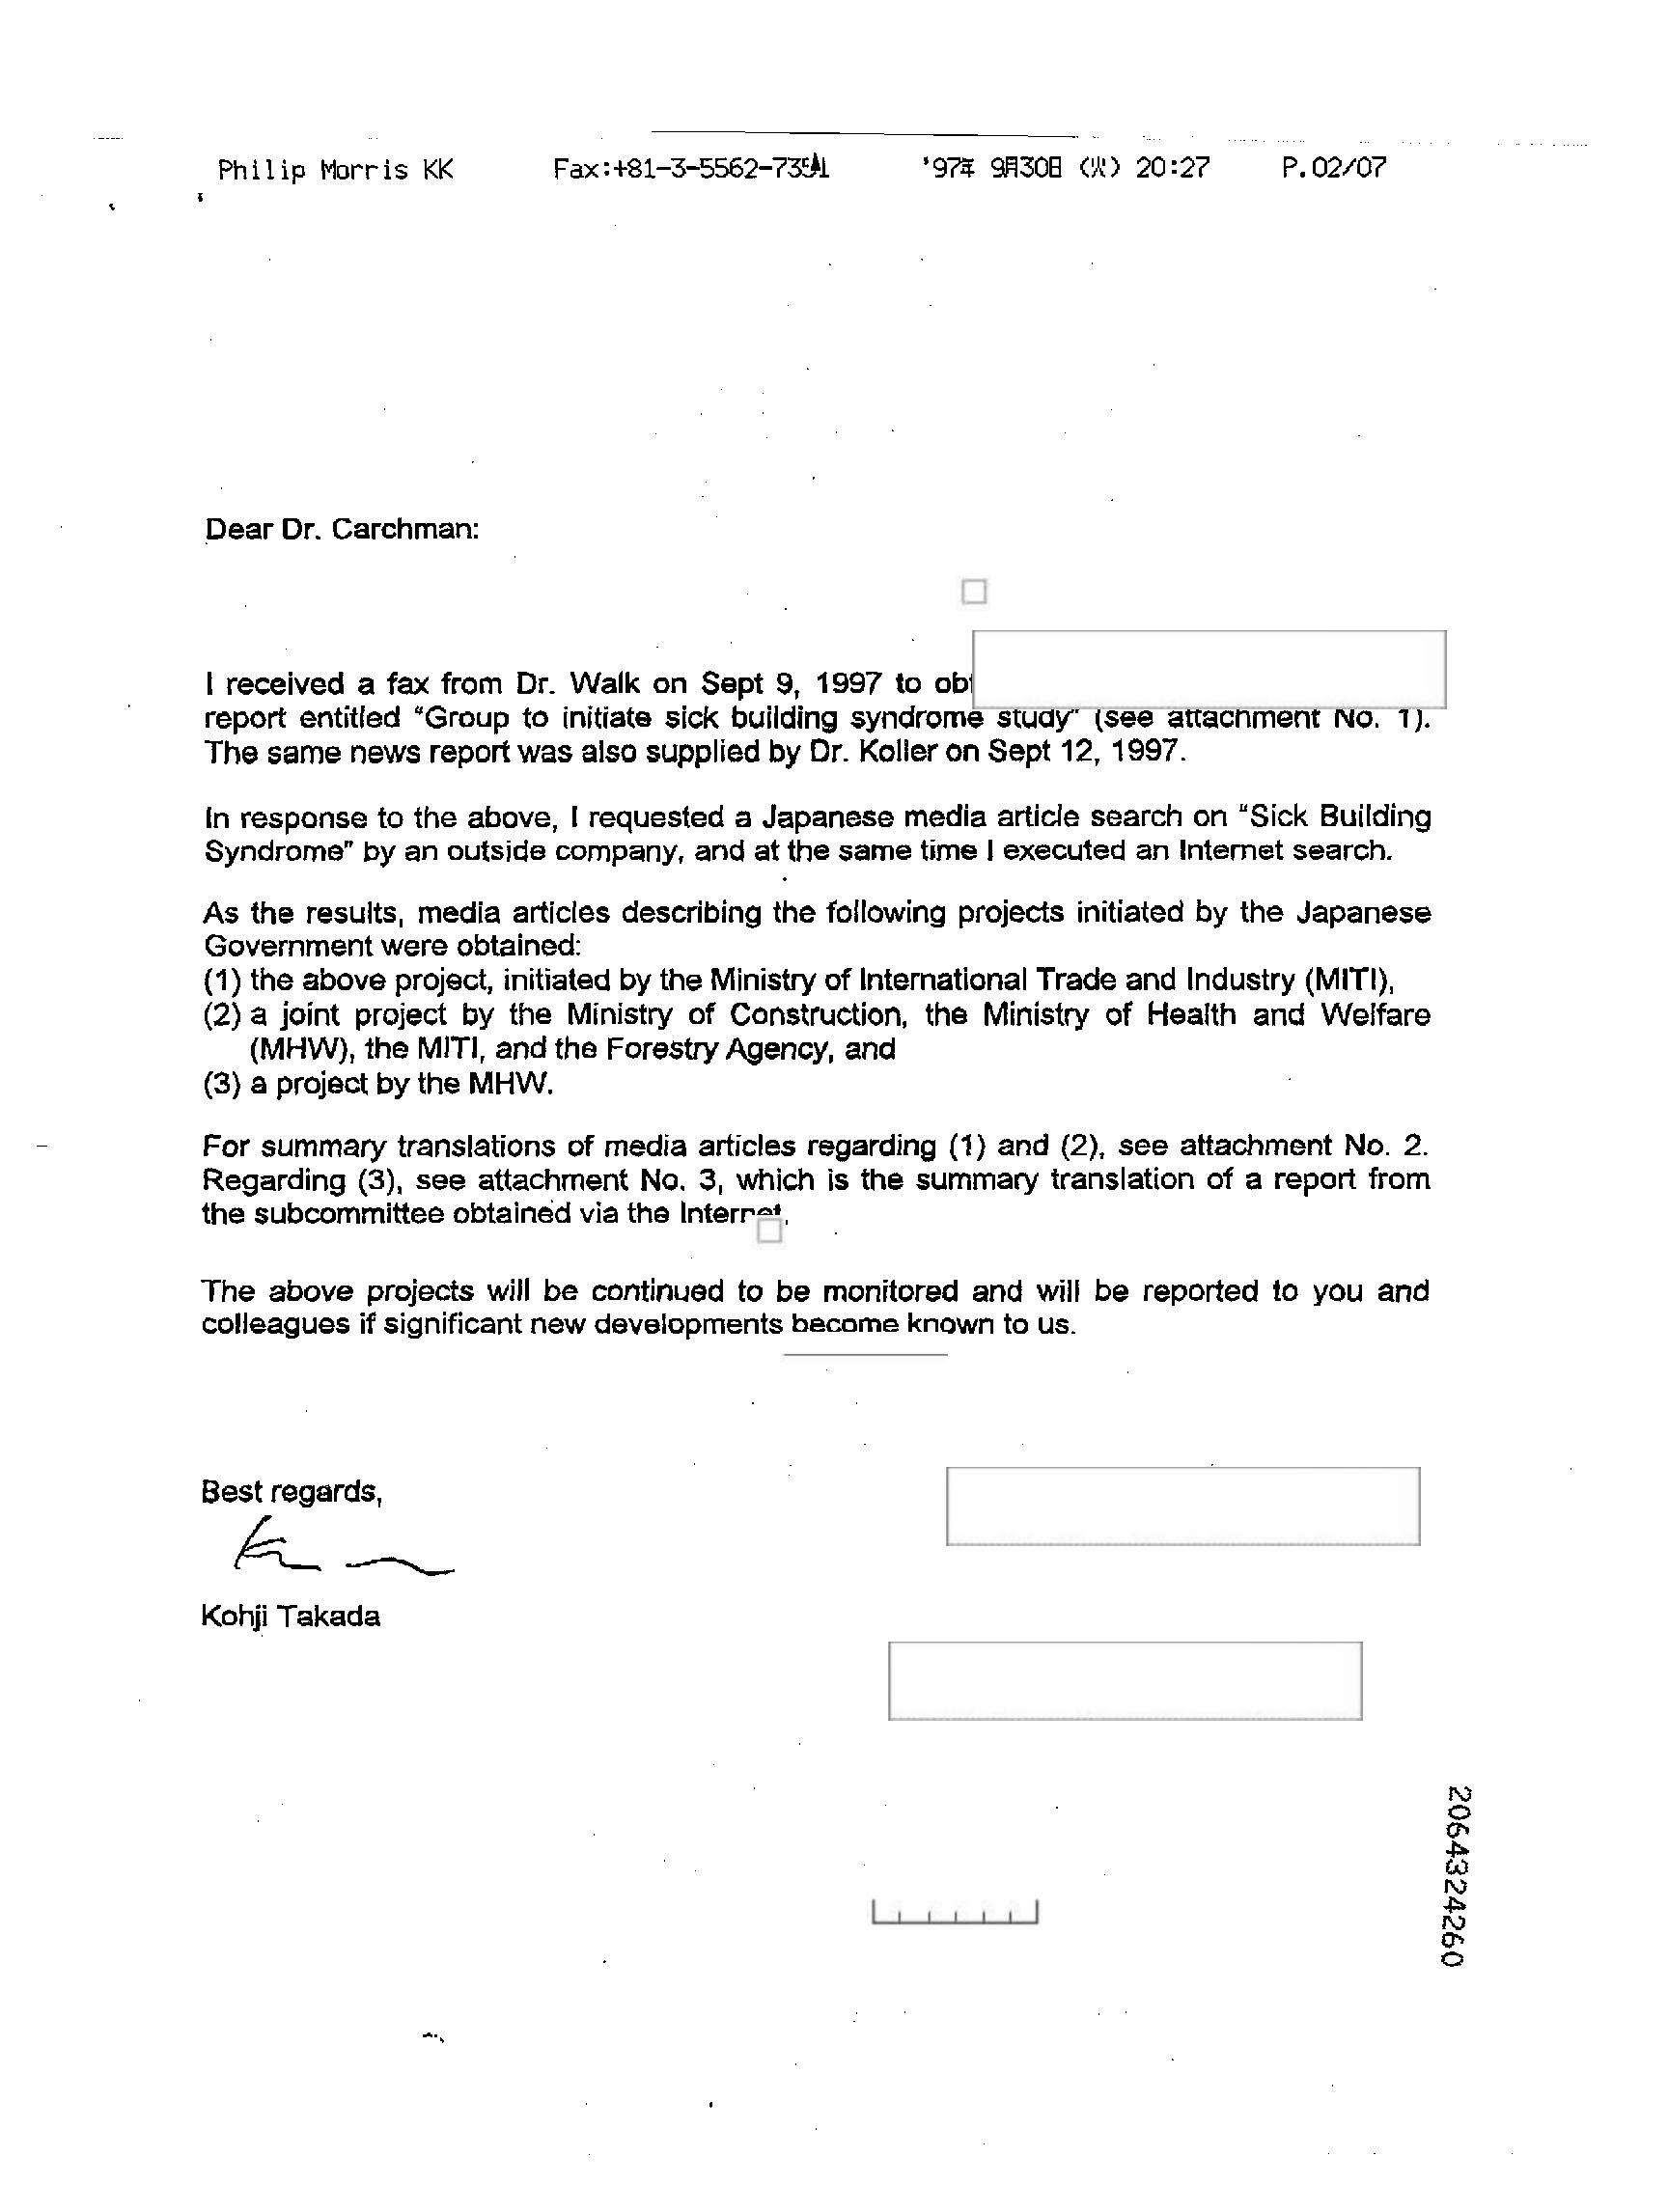 Philip Morris KK Fax:+81-3-5562-7391 '97年 9月30日 (火) 20:27 P.02/07
Dear Dr. Carchman:
I received a fax from Dr. Walk on Sept 9, 1997 to
report entitled "Group to initiate sick building syndrome study" (see attachment No. 1).
The same news report was also supplied by Dr. Koller on Sept 12, 1997.
In response to the above, I requested a Japanese media article search on "Sick Building
Syndrome" by an outside company, and at the same time I executed an Internet search.
As the results, media articles describing the following projects initiated by the Japanese
Government were obtained:
(1) the above project, initiated by the Ministry of International Trade and Industry (MITI),
(2) a joint project by the Ministry of Construction, the Ministry of Health and Welfare
(MHW), the MITI, and the Forestry Agency, and
(3) a project by the MHW.
For summary translations of media articles regarding (1) and (2), see attachment No. 2.
Regarding (3), see attachment No. 3, which is the summary translation of a report from
the subcommittee obtained via the Internet.
The above projects will be continued to be monitored and will be reported to you and
colleagues if significant new developments become known to us.
Best regards,
Kohji Takada
2064324260